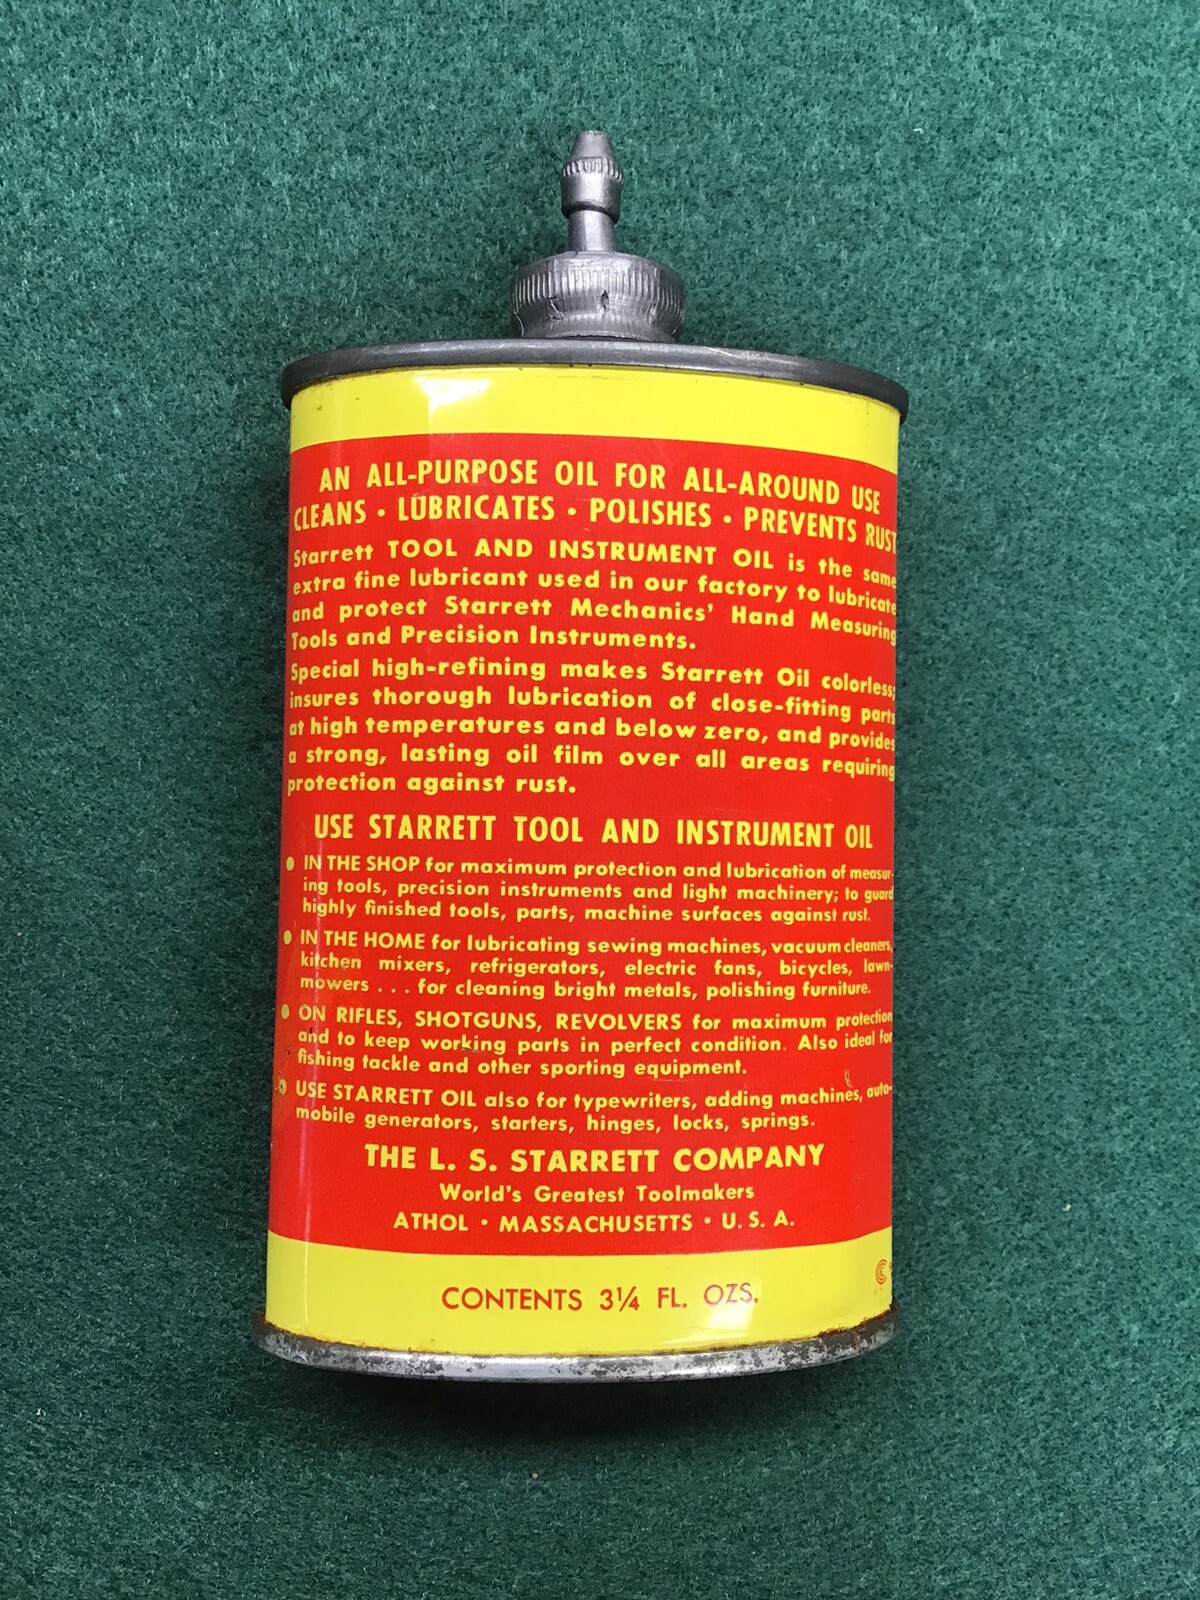 AN ALL-PURPOSE OIL FOR ALL-AROUND USE
CLEANS • LUBRICATES • POLISHES • PREVENTS RUST
Starrett TOOL AND INSTRUMENT OIL is the same
extra fine lubricant used in our factory to lubricate
and protect Starrett Mechanics' Hand Measuring
Tools and Precision Instruments.
Special high-refining makes Starrett Oil colorless;
insures thorough lubrication of close-fitting parts
at high temperatures and below zero, and provides
a strong, lasting oil film over all areas requiring
protection against rust.
USE STARRETT TOOL AND INSTRUMENT OIL
• IN THE SHOP for maximum protection and lubrication of measur-
ing tools, precision instruments and light machinery; to guard
highly finished tools, parts, machine surfaces against rust.
• IN THE HOME for lubricating sewing machines, vacuum cleaners,
kitchen mixers, refrigerators, electric fans, bicycles, lawn-
mowers . . . for cleaning bright metals, polishing furniture.
• ON RIFLES, SHOTGUNS, REVOLVERS for maximum protection
and to keep working parts in perfect condition. Also ideal for
fishing tackle and other sporting equipment.
• USE STARRETT OIL also for typewriters, adding machines, auto-
mobile generators, starters, hinges, locks, springs.
THE L. S. STARRETT COMPANY
World's Greatest Toolmakers
ATHOL • MASSACHUSETTS • U. S. A.
CONTENTS 3¼ FL. OZS.